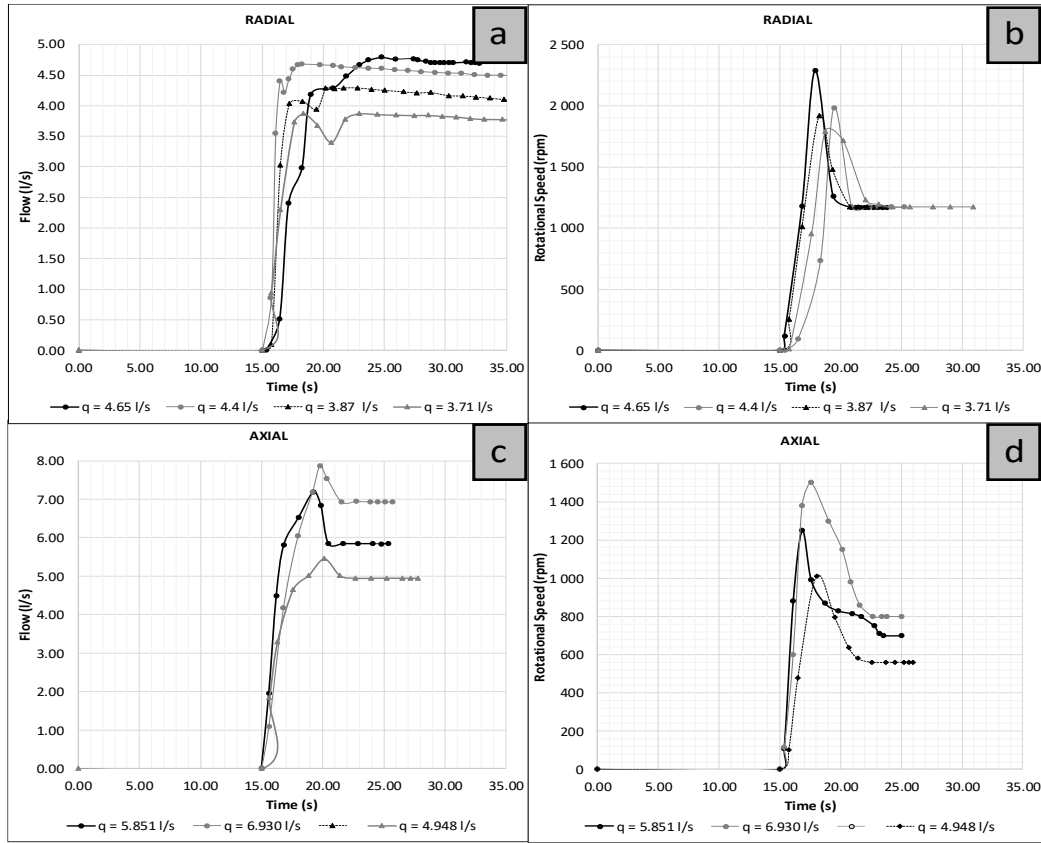 RADIAL
a
5.00
4.50
4.00
3.50
3.00
2.50
2.00
1.50
1.00
0.50
0.00
Flow (l/s)
0.00 5.00 10.00 15.00 20.00 25.00 30.00 35.00
Time (s)
q = 4.65 l/s q = 4.4 l/s q = 3.87 l/s q = 3.71 l/s
RADIAL
b
2 500
2 000
1 500
1 000
500
0
Rotational Speed (rpm)
0.00 5.00 10.00 15.00 20.00 25.00 30.00 35.00
Time (s)
q = 4.65 l/s q = 4.4 l/s q = 3.87 l/s q = 3.71 l/s
AXIAL
c
8.00
7.00
6.00
5.00
4.00
3.00
2.00
1.00
0.00
Flow (l/s)
0.00 5.00 10.00 15.00 20.00 25.00 30.00 35.00
Time (s)
q = 5.851 l/s q = 6.930 l/s q = 4.948 l/s
AXIAL
d
1 600
1 400
1 200
1 000
800
600
400
200
0
Rotational Speed (rpm)
0.00 5.00 10.00 15.00 20.00 25.00 30.00 35.00
Time (s)
q = 5.851 l/s q = 6.930 l/s q = 4.948 l/s